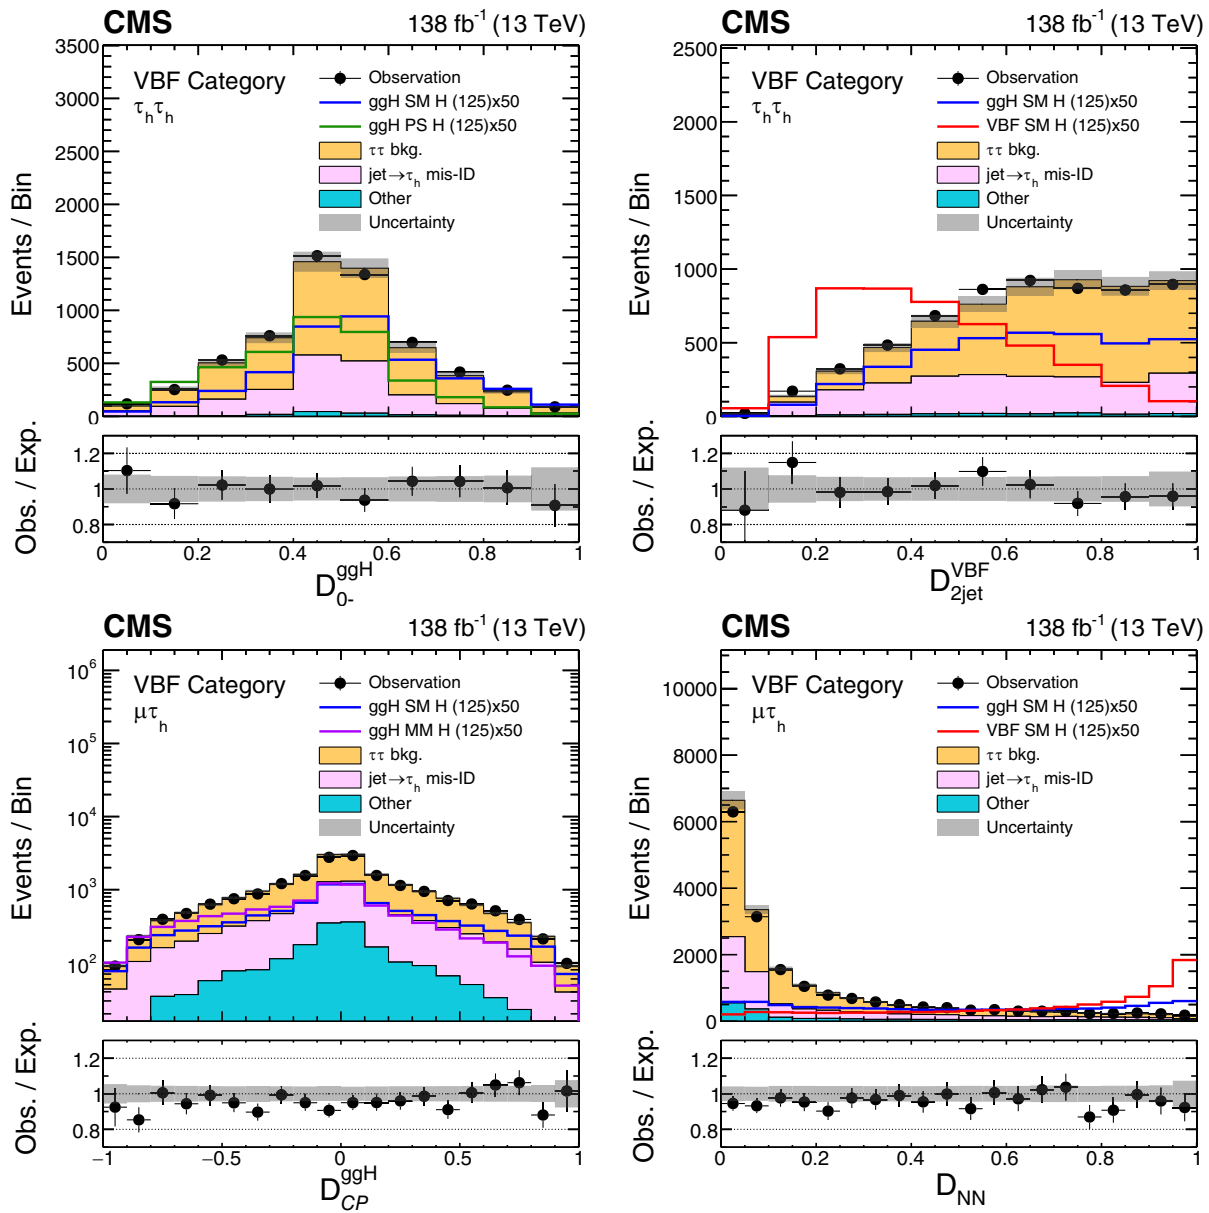 CMS 138 fb⁻¹ (13 TeV)
VBF Category
τₕτₕ
Observation
ggH SM H (125)x50
ggH PS H (125)x50
ττ bkg.
jet→τₕ mis-ID
Other
Uncertainty
Events / Bin
3500
3000
2500
2000
1500
1000
500
0
Obs. / Exp.
1.2
1
0.8
0 0.2 0.4 0.6 0.8 1
D₀₋^ggH
CMS 138 fb⁻¹ (13 TeV)
VBF Category
τₕτₕ
Observation
ggH SM H (125)x50
VBF SM H (125)x50
ττ bkg.
jet→τₕ mis-ID
Other
Uncertainty
Events / Bin
2500
2000
1500
1000
500
0
Obs. / Exp.
1.2
1
0.8
0 0.2 0.4 0.6 0.8 1
D_2jet^VBF
CMS 138 fb⁻¹ (13 TeV)
VBF Category
μτₕ
Observation
ggH SM H (125)x50
ggH MM H (125)x50
ττ bkg.
jet→τₕ mis-ID
Other
Uncertainty
Events / Bin
10⁶
10⁵
10⁴
10³
10²
Obs. / Exp.
1.2
1
0.8
−1 −0.5 0 0.5 1
D_CP^ggH
CMS 138 fb⁻¹ (13 TeV)
VBF Category
μτₕ
Observation
ggH SM H (125)x50
VBF SM H (125)x50
ττ bkg.
jet→τₕ mis-ID
Other
Uncertainty
Events / Bin
10000
8000
6000
4000
2000
0
Obs. / Exp.
1.2
1
0.8
0 0.2 0.4 0.6 0.8 1
D_NN